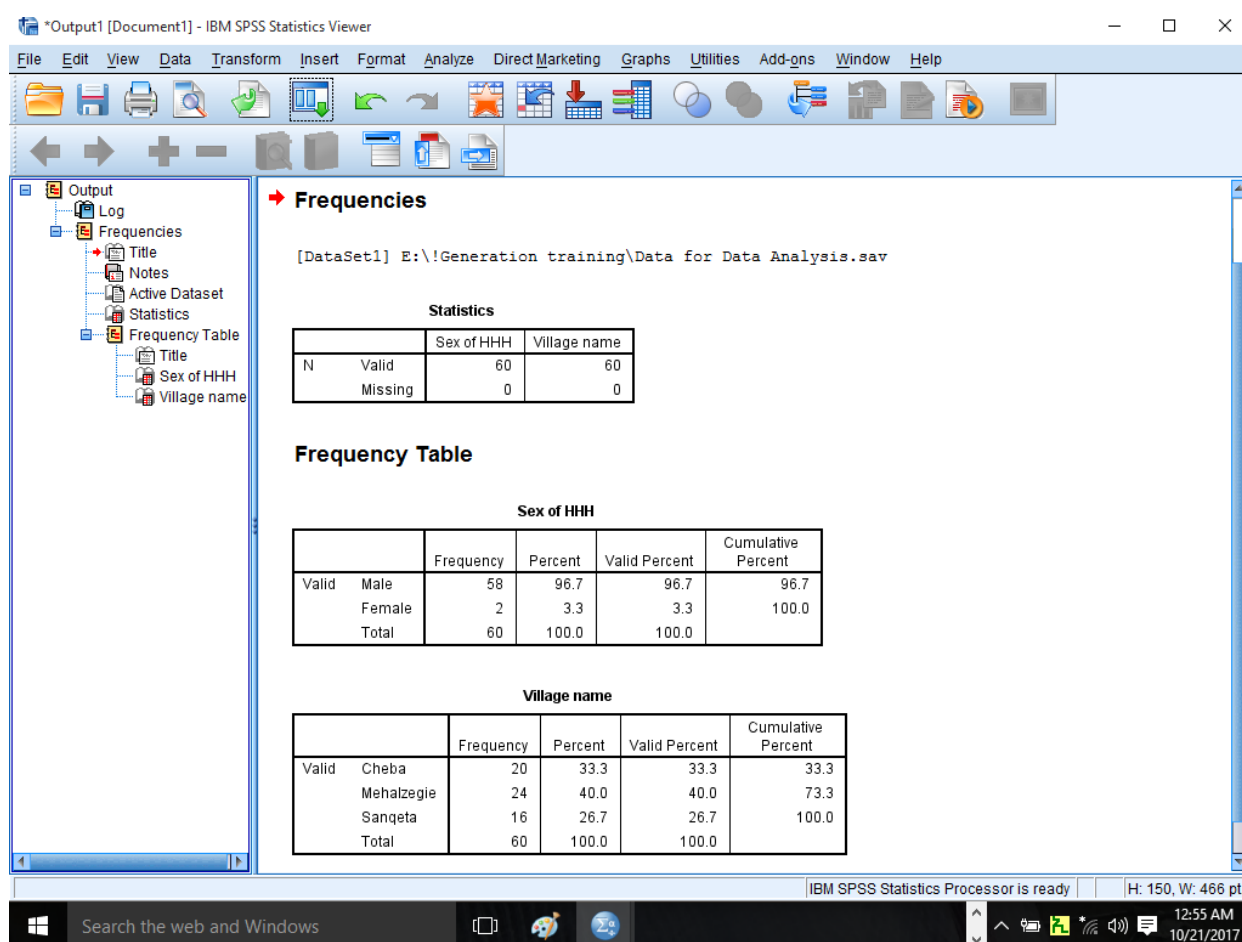 *Output1 [Document1] - IBM SPSS Statistics Viewer
File Edit View Data Transform Insert Format Analyze Direct Marketing Graphs Utilities Add-ons Window Help
Output
Log
Frequencies
Title
Notes
Active Dataset
Statistics
Frequency Table
Title
Sex of HHH
Village name
Frequencies
[DataSet1] E:\!Generation training\Data for Data Analysis.sav
Statistics
Sex of HHH Village name
N Valid 60 60
Missing 0 0
Frequency Table
Sex of HHH
Frequency Percent Valid Percent Cumulative Percent
Valid Male 58 96.7 96.7 96.7
Female 2 3.3 3.3 100.0
Total 60 100.0 100.0
Village name
Frequency Percent Valid Percent Cumulative Percent
Valid Cheba 20 33.3 33.3 33.3
Mehalzegie 24 40.0 40.0 73.3
Sanqeta 16 26.7 26.7 100.0
Total 60 100.0 100.0
IBM SPSS Statistics Processor is ready H: 150, W: 466 pt
Search the web and Windows
12:55 AM
10/21/2017